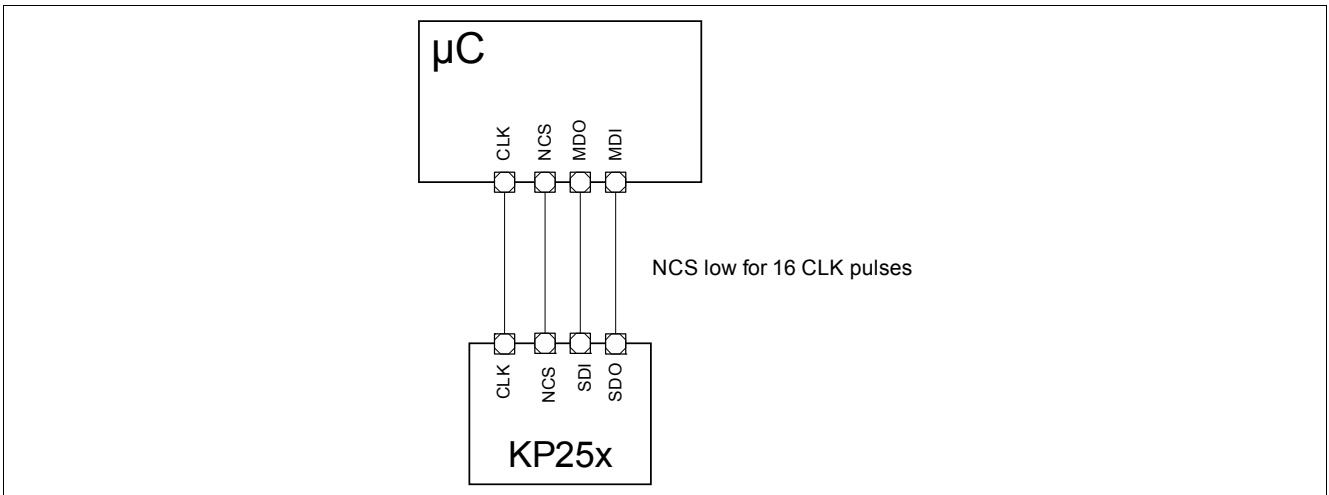 µC
CLK NCS MDO MDI
NCS low for 16 CLK pulses
CLK NCS SDI SDO
KP25x